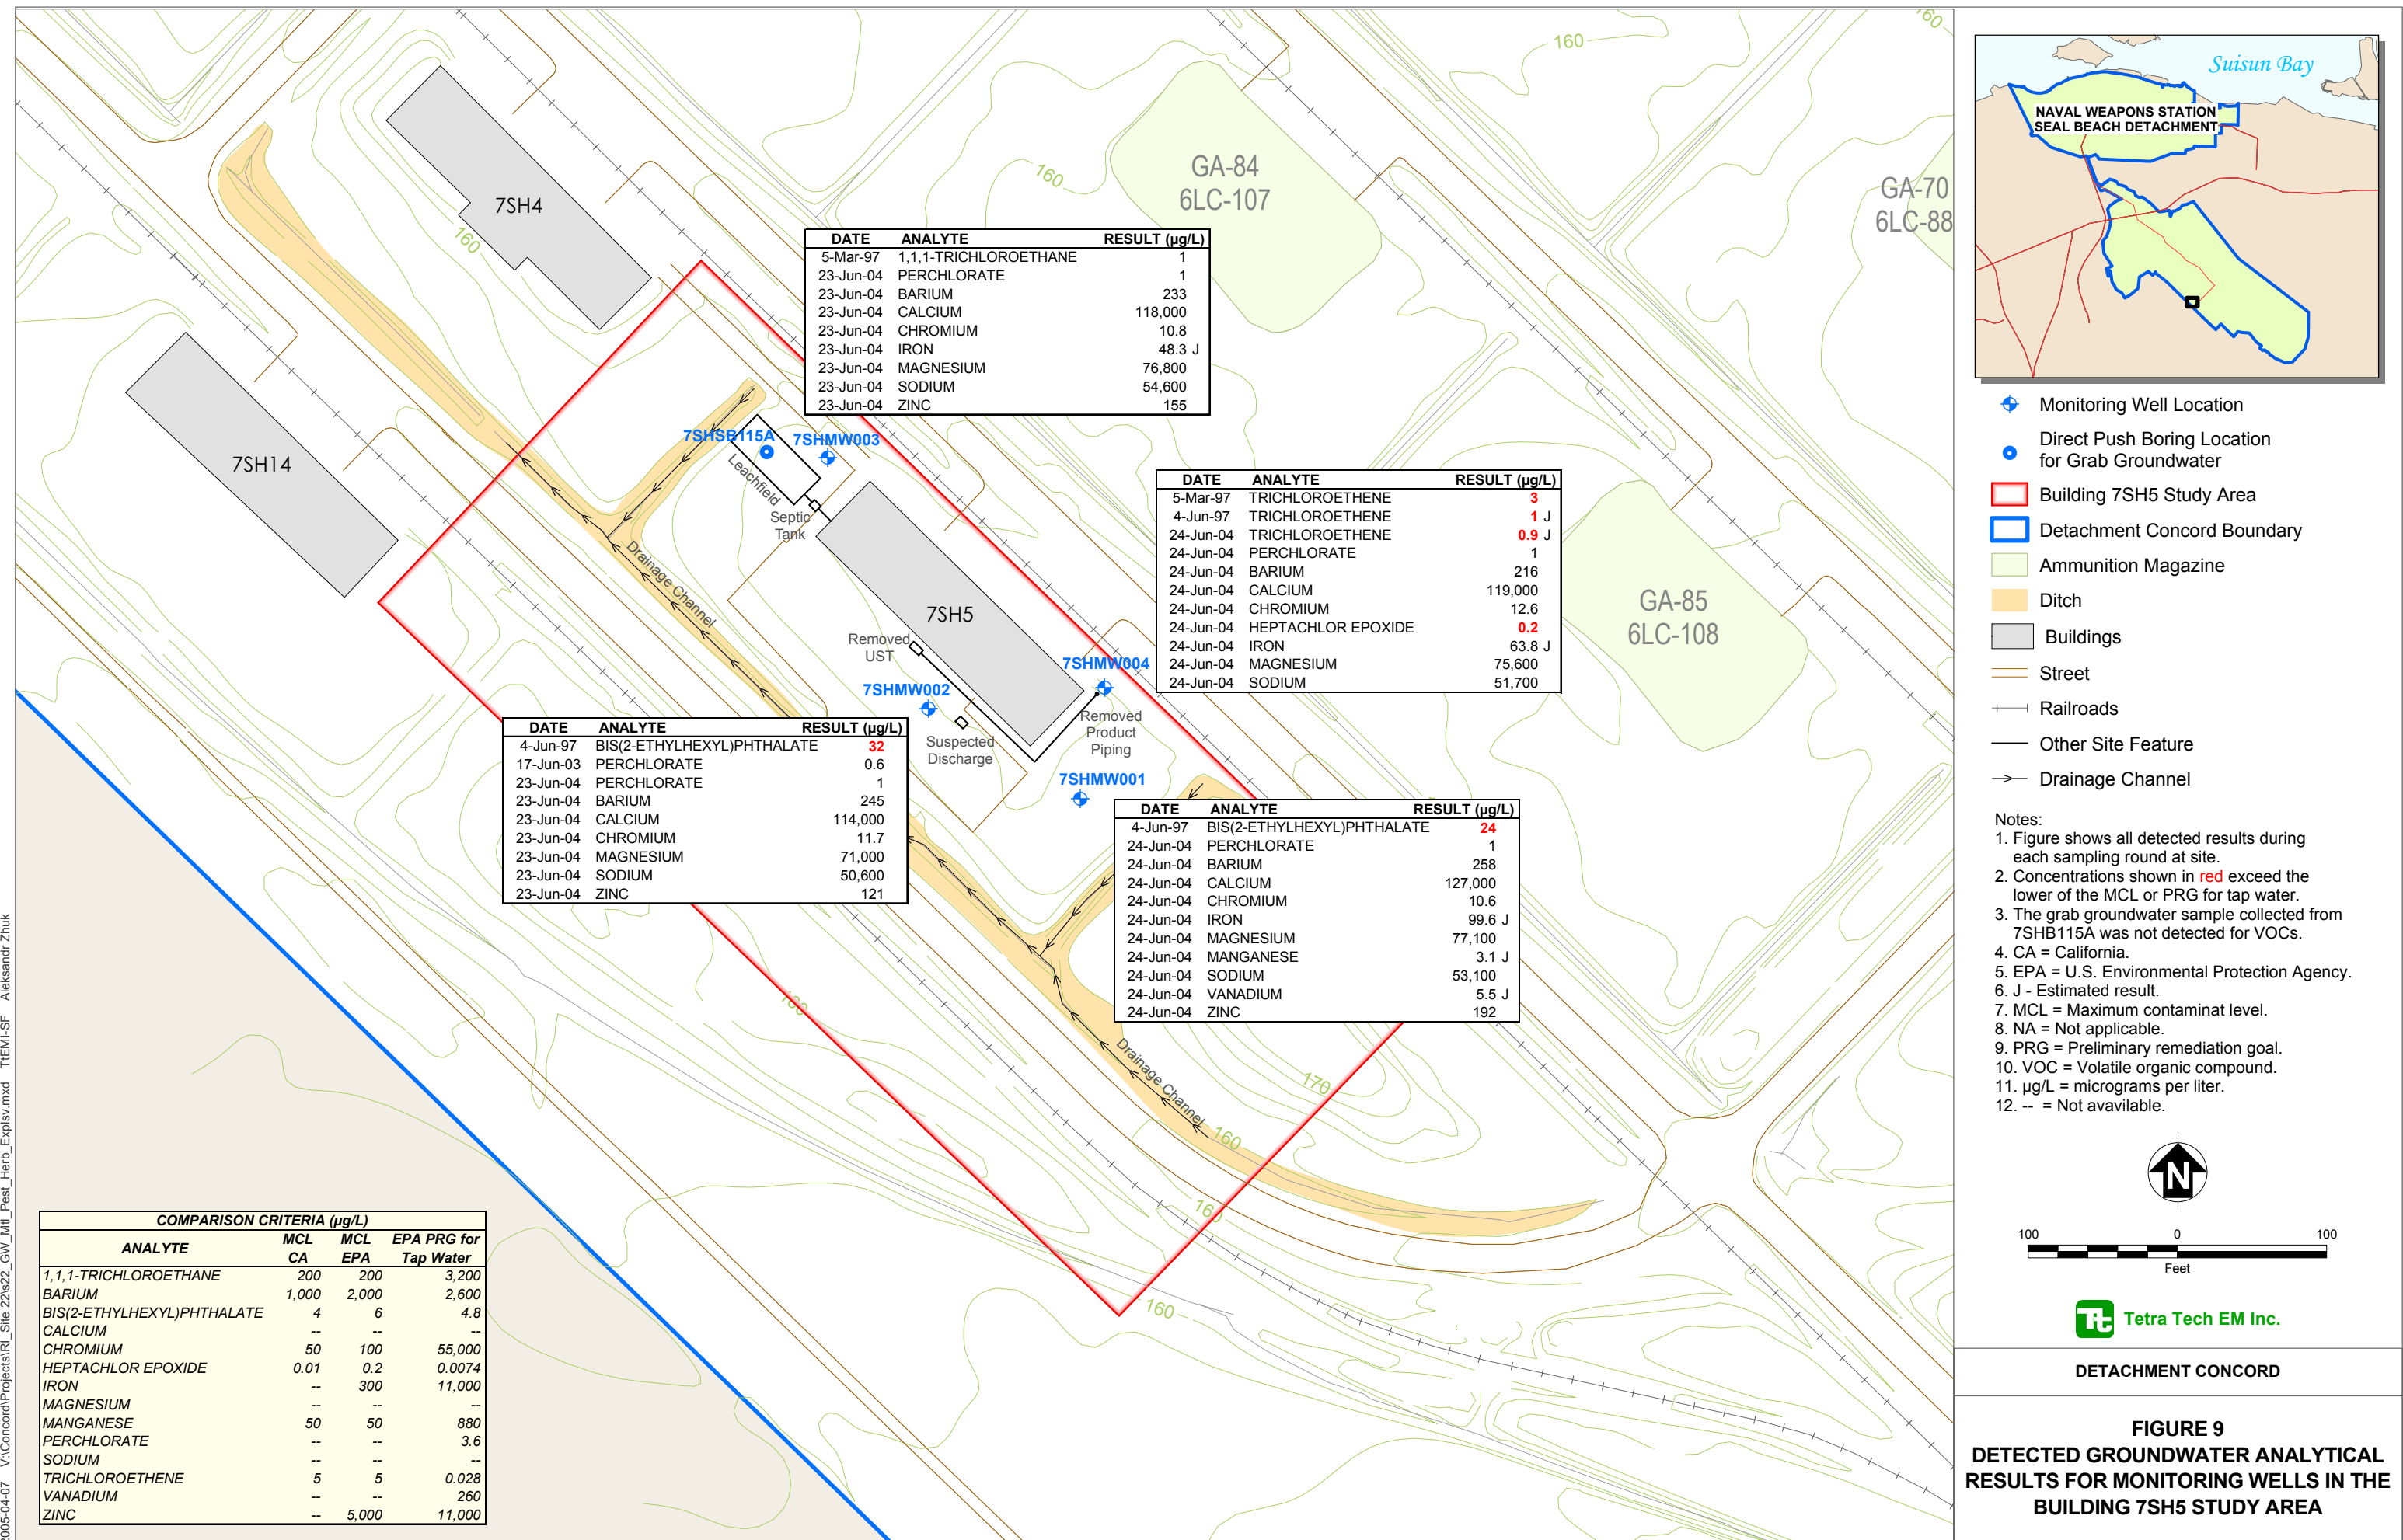 160
160
GA-84
6LC-107
GA-70
6LC-88
160
7SH4
160
7SH14
DATE ANALYTE RESULT (µg/L)
5-Mar-97 1,1,1-TRICHLOROETHANE 1
23-Jun-04 PERCHLORATE 1
23-Jun-04 BARIUM 233
23-Jun-04 CALCIUM 118,000
23-Jun-04 CHROMIUM 10.8
23-Jun-04 IRON 48.3 J
23-Jun-04 MAGNESIUM 76,800
23-Jun-04 SODIUM 54,600
23-Jun-04 ZINC 155
7SHSB115A
7SHMW003
Leachfield
Septic
Tank
Drainage Channel
7SH5
Removed
UST
7SHMW002
7SHMW004
Suspected
Discharge
Removed
Product
Piping
7SHMW001
DATE ANALYTE RESULT (µg/L)
5-Mar-97 TRICHLOROETHENE 3
4-Jun-97 TRICHLOROETHENE 1 J
24-Jun-04 TRICHLOROETHENE 0.9 J
24-Jun-04 PERCHLORATE 1
24-Jun-04 BARIUM 216
24-Jun-04 CALCIUM 119,000
24-Jun-04 CHROMIUM 12.6
24-Jun-04 HEPTACHLOR EPOXIDE 0.2
24-Jun-04 IRON 63.8 J
24-Jun-04 MAGNESIUM 75,600
24-Jun-04 SODIUM 51,700
GA-85
6LC-108
DATE ANALYTE RESULT (µg/L)
4-Jun-97 BIS(2-ETHYLHEXYL)PHTHALATE 32
17-Jun-03 PERCHLORATE 0.6
23-Jun-04 PERCHLORATE 1
23-Jun-04 BARIUM 245
23-Jun-04 CALCIUM 114,000
23-Jun-04 CHROMIUM 11.7
23-Jun-04 MAGNESIUM 71,000
23-Jun-04 SODIUM 50,600
23-Jun-04 ZINC 121
DATE ANALYTE RESULT (µg/L)
4-Jun-97 BIS(2-ETHYLHEXYL)PHTHALATE 24
24-Jun-04 PERCHLORATE 1
24-Jun-04 BARIUM 258
24-Jun-04 CALCIUM 127,000
24-Jun-04 CHROMIUM 10.6
24-Jun-04 IRON 99.6 J
24-Jun-04 MAGNESIUM 77,100
24-Jun-04 MANGANESE 3.1 J
24-Jun-04 SODIUM 53,100
24-Jun-04 VANADIUM 5.5 J
24-Jun-04 ZINC 192
Drainage Channel
170
160
160
160
COMPARISON CRITERIA (µg/L)
ANALYTE MCL CA MCL EPA EPA PRG for Tap Water
1,1,1-TRICHLOROETHANE 200 200 3,200
BARIUM 1,000 2,000 2,600
BIS(2-ETHYLHEXYL)PHTHALATE 4 6 4.8
CALCIUM -- -- --
CHROMIUM 50 100 55,000
HEPTACHLOR EPOXIDE 0.01 0.2 0.0074
IRON -- 300 11,000
MAGNESIUM -- -- --
MANGANESE 50 50 880
PERCHLORATE -- -- 3.6
SODIUM -- -- --
TRICHLOROETHENE 5 5 0.028
VANADIUM -- -- 260
ZINC -- 5,000 11,000
2005-04-07 V:\Concord\Projects\RI_Site 22\s22_GW_Mtl_Pest_Herb_Explsv.mxd TtEMI-SF Aleksandr Zhuk
Suisun Bay
NAVAL WEAPONS STATION
SEAL BEACH DETACHMENT
Monitoring Well Location
Direct Push Boring Location
for Grab Groundwater
Building 7SH5 Study Area
Detachment Concord Boundary
Ammunition Magazine
Ditch
Buildings
Street
Railroads
Other Site Feature
Drainage Channel
Notes:
1. Figure shows all detected results during
each sampling round at site.
2. Concentrations shown in red exceed the
lower of the MCL or PRG for tap water.
3. The grab groundwater sample collected from
7SHB115A was not detected for VOCs.
4. CA = California.
5. EPA = U.S. Environmental Protection Agency.
6. J - Estimated result.
7. MCL = Maximum contaminat level.
8. NA = Not applicable.
9. PRG = Preliminary remediation goal.
10. VOC = Volatile organic compound.
11. µg/L = micrograms per liter.
12. -- = Not avavilable.
N
100 0 100
Feet
Tt Tetra Tech EM Inc.
DETACHMENT CONCORD
FIGURE 9
DETECTED GROUNDWATER ANALYTICAL
RESULTS FOR MONITORING WELLS IN THE
BUILDING 7SH5 STUDY AREA